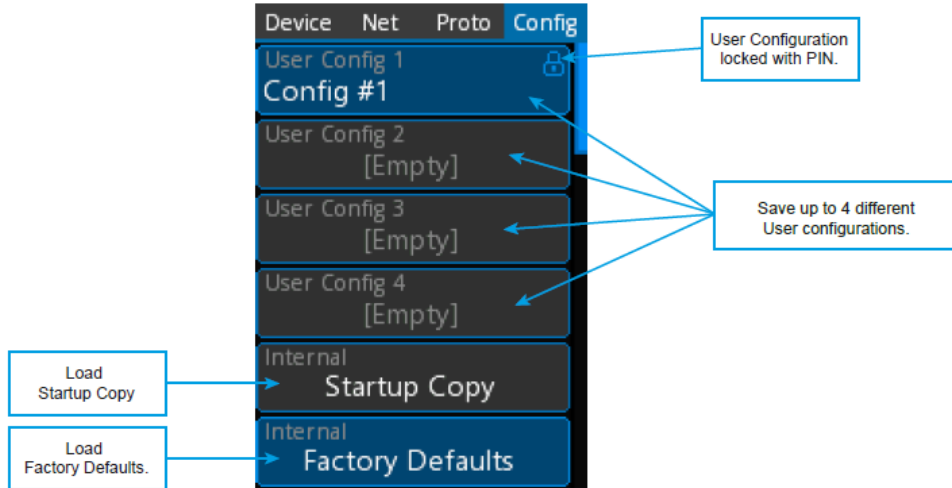 Device Net Proto Config
User Config 1
Config #1
User Config 2
[Empty]
User Config 3
[Empty]
User Config 4
[Empty]
Internal
Startup Copy
Internal
Factory Defaults
User Configuration
locked with PIN.
Save up to 4 different
User configurations.
Load
Startup Copy
Load
Factory Defaults.